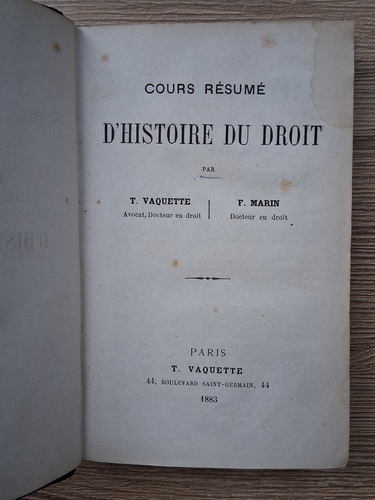 COURS RÉSUMÉ
D'HISTOIRE DU DROIT
PAR
T. VAQUETTE
Avocat, Docteur en droit
F. MARIN
Docteur en droit
PARIS
T. VAQUETTE
44, BOULEVARD SAINT-GERMAIN, 44
1883